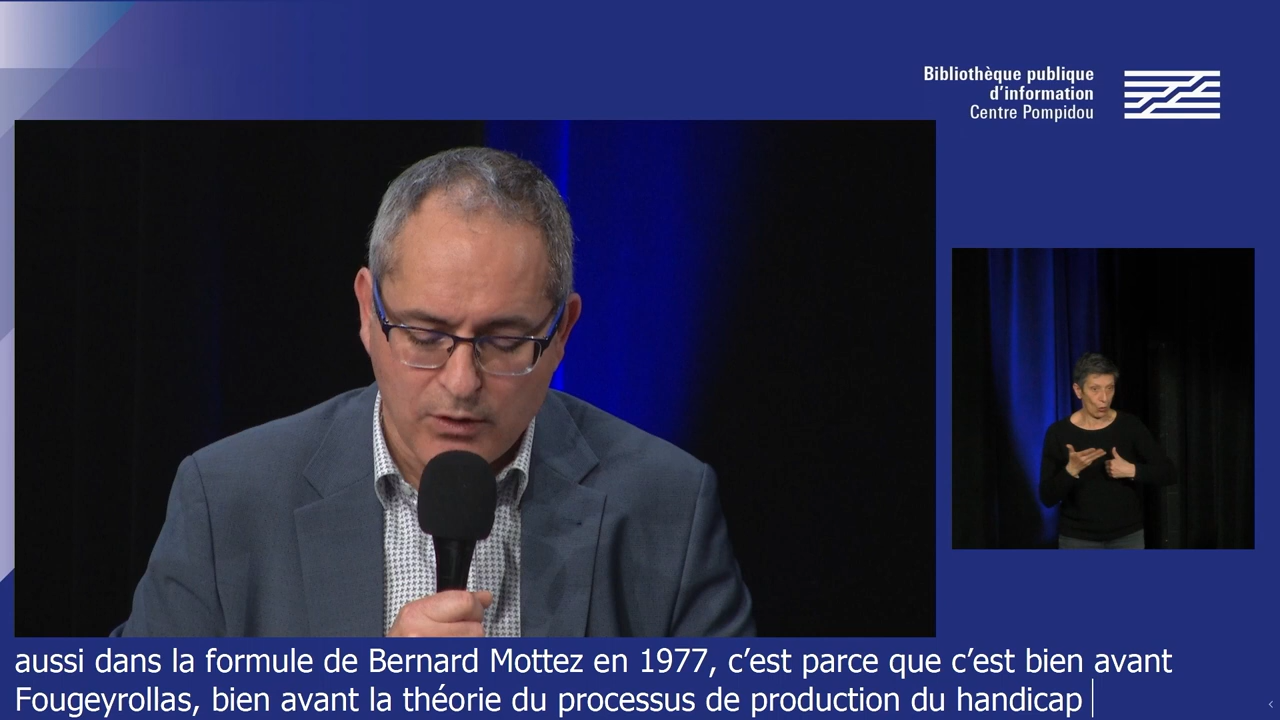 Bibliothèque publique
d’information
Centre Pompidou
aussi dans la formule de Bernard Mottez en 1977, c’est parce que c’est bien avant
Fougeyrollas, bien avant la théorie du processus de production du handicap